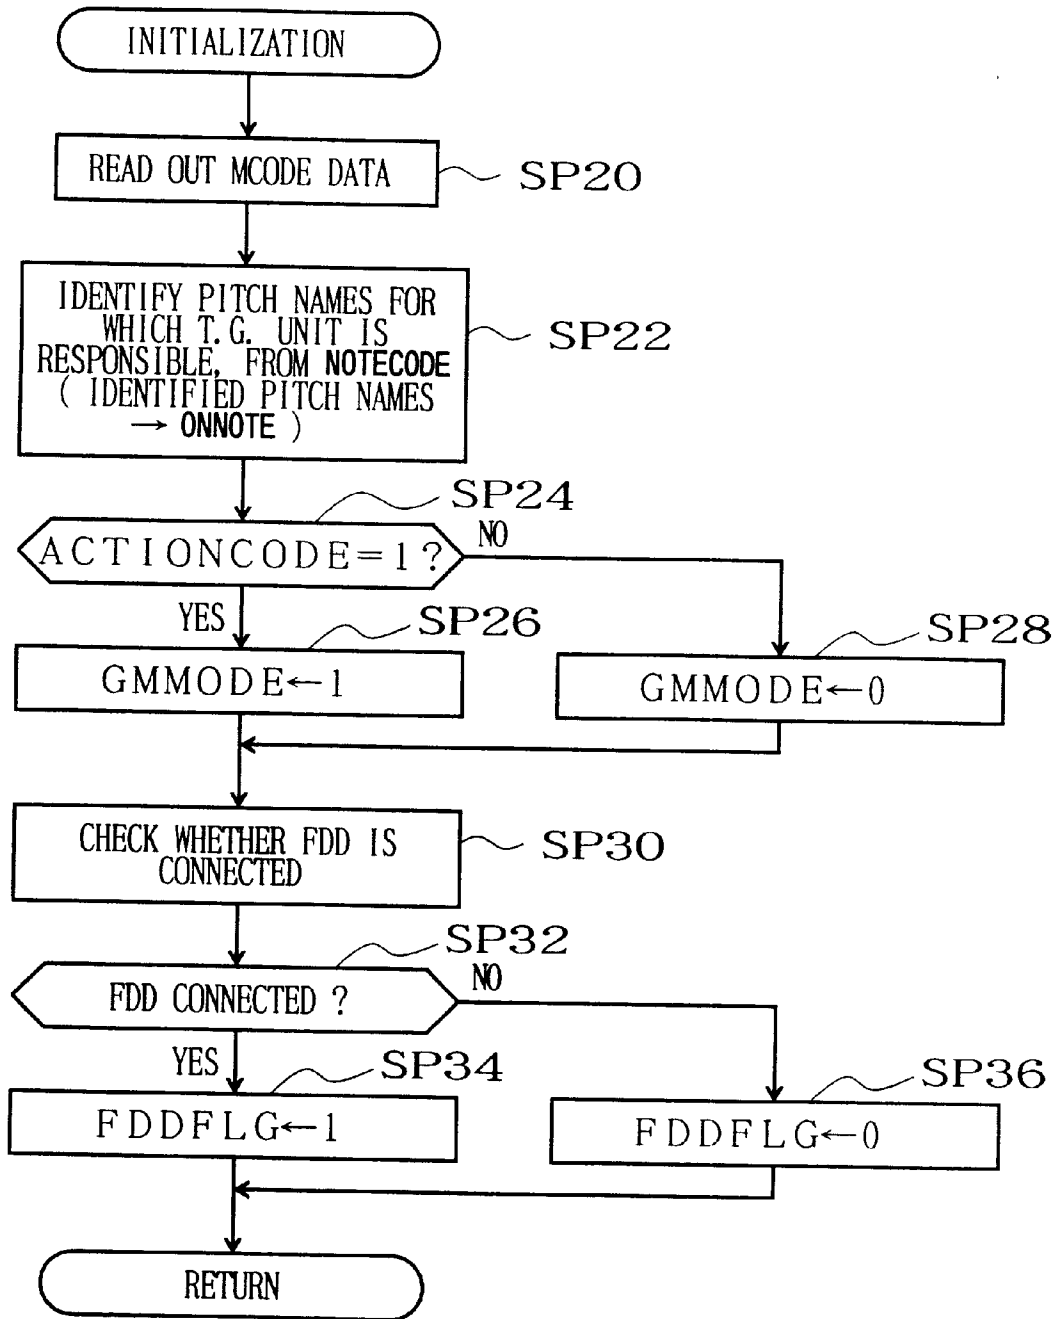 INITIALIZATION
READ OUT MCODE DATA
SP20
IDENTIFY PITCH NAMES FOR
WHICH T.G. UNIT IS
RESPONSIBLE, FROM NOTECODE
( IDENTIFIED PITCH NAMES
→ ONNOTE )
SP22
SP24
ACTIONCODE=1?
NO
YES
SP26
GMMODE←1
SP28
GMMODE←0
CHECK WHETHER FDD IS
CONNECTED
SP30
SP32
FDD CONNECTED ?
NO
YES
SP34
FDDFLG←1
SP36
FDDFLG←0
RETURN